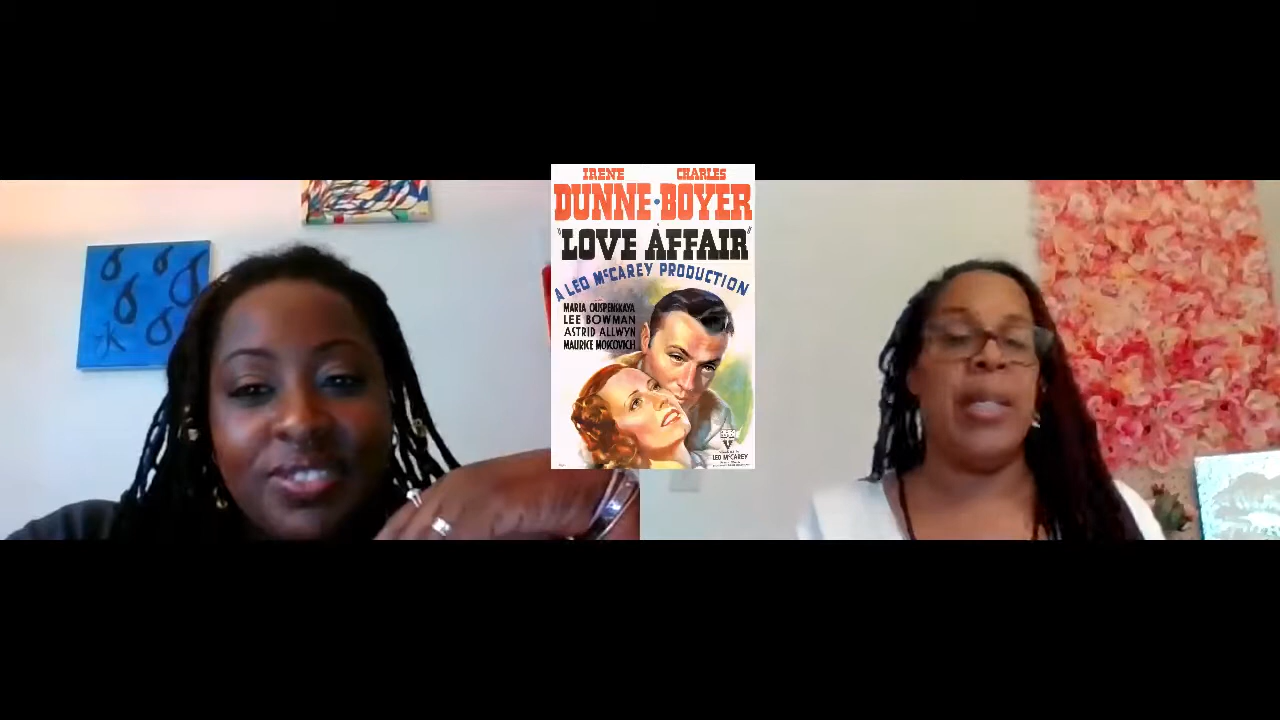 IRENE CHARLES
DUNNE·BOYER
"LOVE AFFAIR"
A LEO McCAREY PRODUCTION
MARIA OUSPENSKAYA
LEE BOWMAN
ASTRID ALLWYN
MAURICE MOSCOVICH
LEO McCAREY